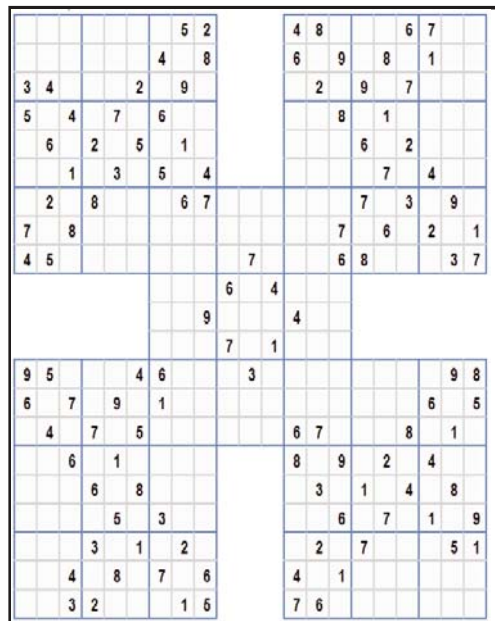 5 2 4 8 6 7
4 8 6 9 8 1
3 4 2 9 2 9 7
5 4 7 6 8 1
6 2 5 1 6 2
1 3 5 4 7 4
2 8 6 7 7 3 9
7 8 7 6 2 1
4 5 7 6 8 3 7
6 4
9 4
7 1
9 5 4 6 3 9 8
6 7 9 1 6 5
4 7 5 6 7 8 1
6 1 8 9 2 4
6 8 3 1 4 8
5 3 6 7 1 9
3 1 2 2 7 5 1
4 8 7 6 4 1
3 2 1 5 7 6